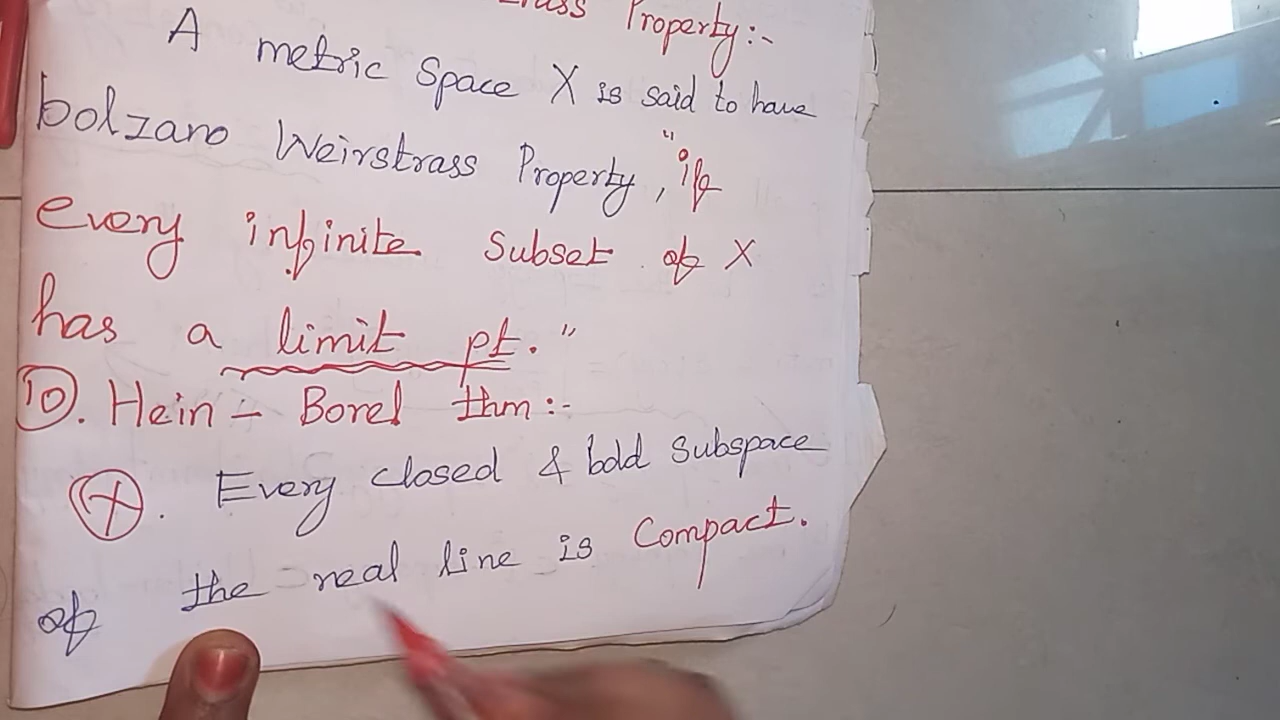 Property:-
A metric Space X is said to have
bolzano Weirstrass Property, "if
every infinite Subset of X
has a limit pt."
10. Hein - Borel thm:-
Every closed & bdd Subspace
of the real line is Compact.